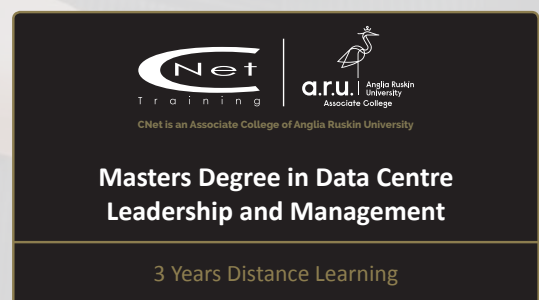 CNet
Training
a.r.u.
Anglia Ruskin
University
Associate College
CNet is an Associate College of Anglia Ruskin University
Masters Degree in Data Centre
Leadership and Management
3 Years Distance Learning